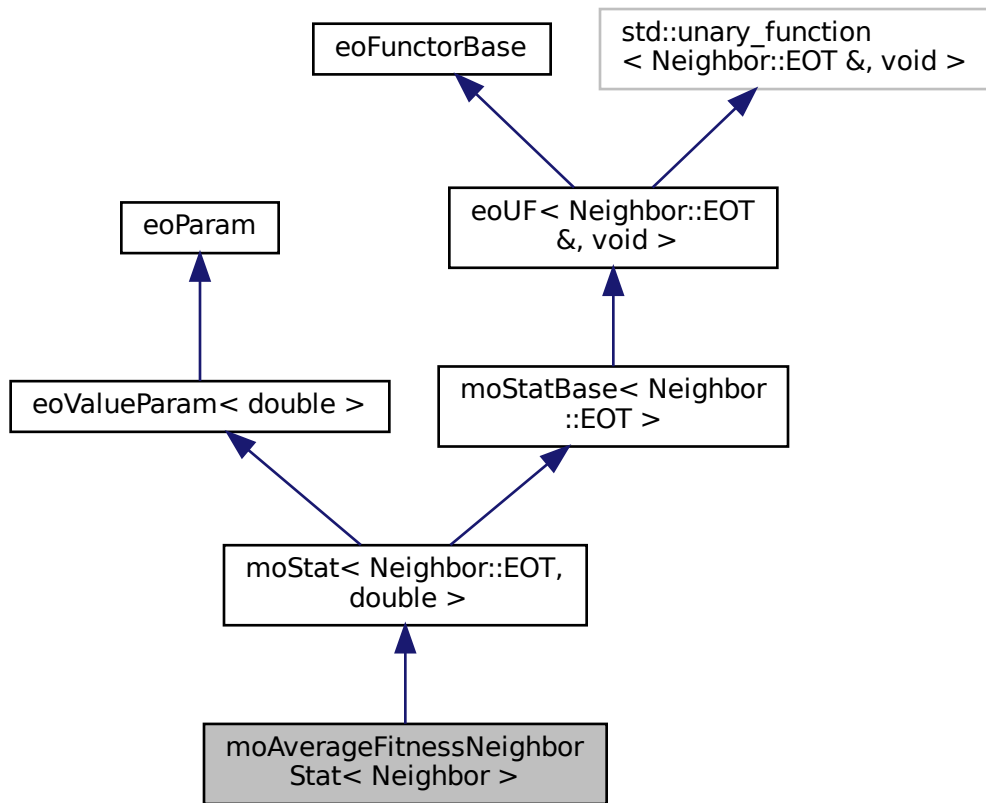 eoFunctorBase
std::unary_function
< Neighbor::EOT &, void >
eoParam
eoUF< Neighbor::EOT
&, void >
eoValueParam< double >
moStatBase< Neighbor
::EOT >
moStat< Neighbor::EOT,
double >
moAverageFitnessNeighbor
Stat< Neighbor >